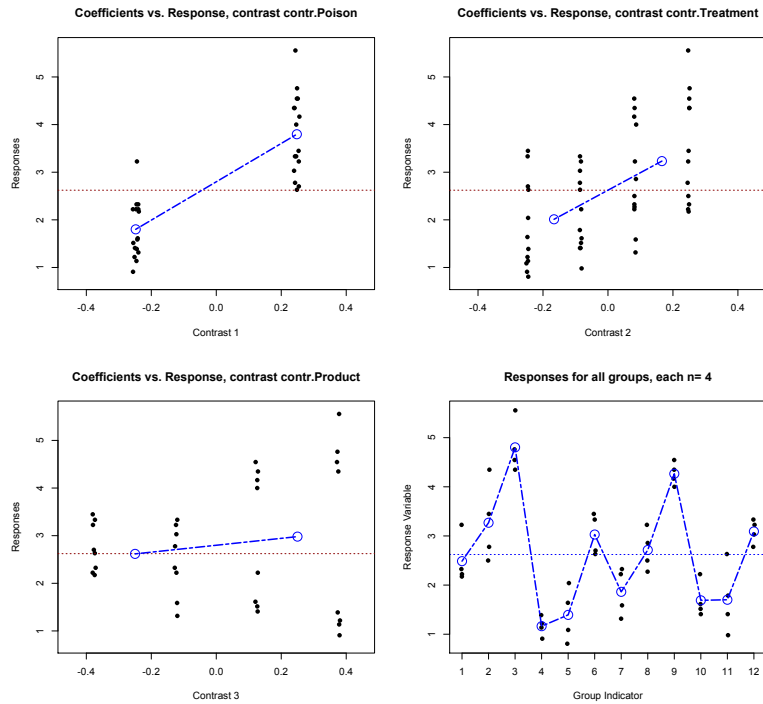 Coefficients vs. Response, contrast contr.Poison
Responses
5
4
3
2
1
-0.4 -0.2 0.0 0.2 0.4
Contrast 1
Coefficients vs. Response, contrast contr.Treatment
Responses
5
4
3
2
1
-0.4 -0.2 0.0 0.2 0.4
Contrast 2
Coefficients vs. Response, contrast contr.Product
Responses
5
4
3
2
1
-0.4 -0.2 0.0 0.2 0.4
Contrast 3
Responses for all groups, each n= 4
Response Variable
5
4
3
2
1
1 2 3 4 5 6 7 8 9 10 11 12
Group Indicator